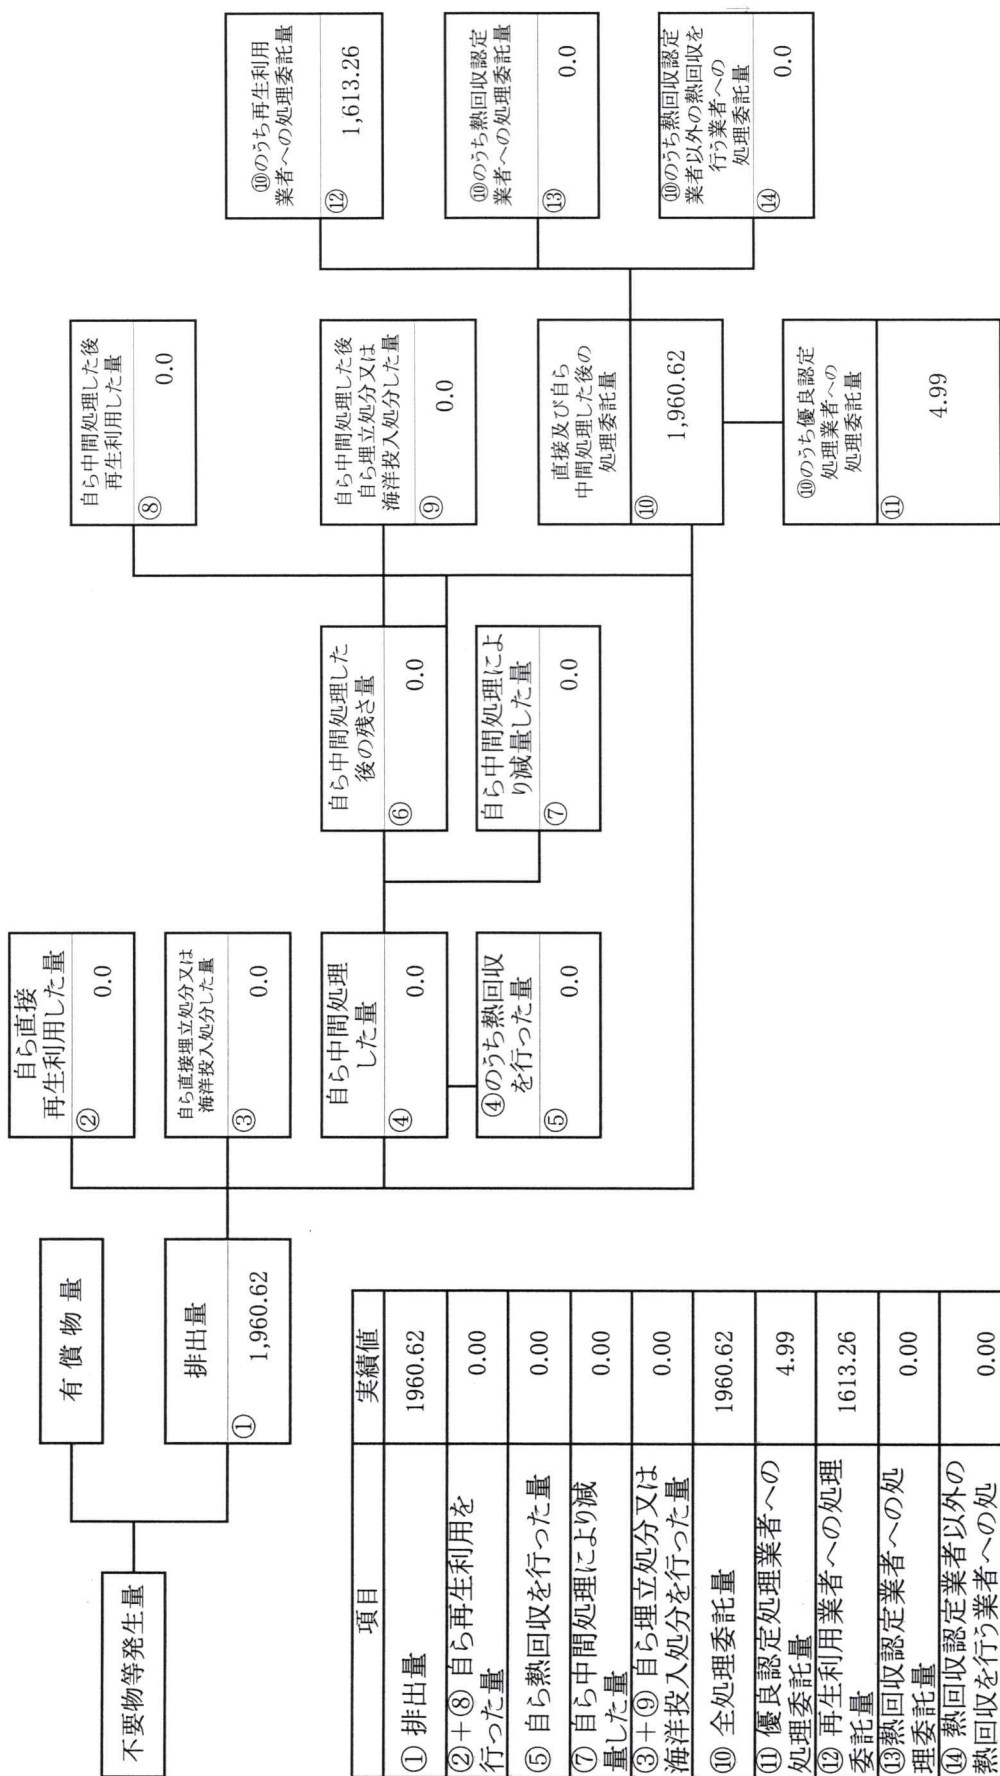 不要物等発生量
有 償 物 量
排出量
①
1,960.62
自ら直接
再生利用した量
②
0.0
自ら直接埋立処分又は
海洋投入処分した量
③
0.0
自ら中間処理
した量
④
0.0
④のうち熱回収
を行った量
⑤
0.0
自ら中間処理した
後の残さ量
⑥
0.0
自ら中間処理によ
り減量した量
⑦
0.0
自ら中間処理した後
再生利用した量
⑧
0.0
自ら中間処理した後
自ら埋立処分又は
海洋投入処分した量
⑨
0.0
直接及び自ら
中間処理した後の
処理委託量
⑩
1,960.62
⑩のうち優良認定
処理業者への
処理委託量
⑪
4.99
⑩のうち再生利用
業者への処理委託量
⑫
1,613.26
⑩のうち熱回収認定
業者への処理委託量
⑬
0.0
⑩のうち熱回収認定
業者以外の熱回収を
行う業者への
処理委託量
⑭
0.0
項目 実績値
① 排出量 1960.62
②＋⑧ 自ら再生利用を
行った量 0.00
⑤ 自ら熱回収を行った量 0.00
⑦ 自ら中間処理により減
量した量 0.00
③＋⑨ 自ら埋立処分又は
海洋投入処分を行った量 0.00
⑩ 全処理委託量 1960.62
⑪ 優良認定処理業者への
処理委託量 4.99
⑫ 再生利用業者への処理
委託量 1613.26
⑬熱回収認定業者への処
理委託量 0.00
⑭ 熱回収認定業者以外の
熱回収を行う業者への処 0.00